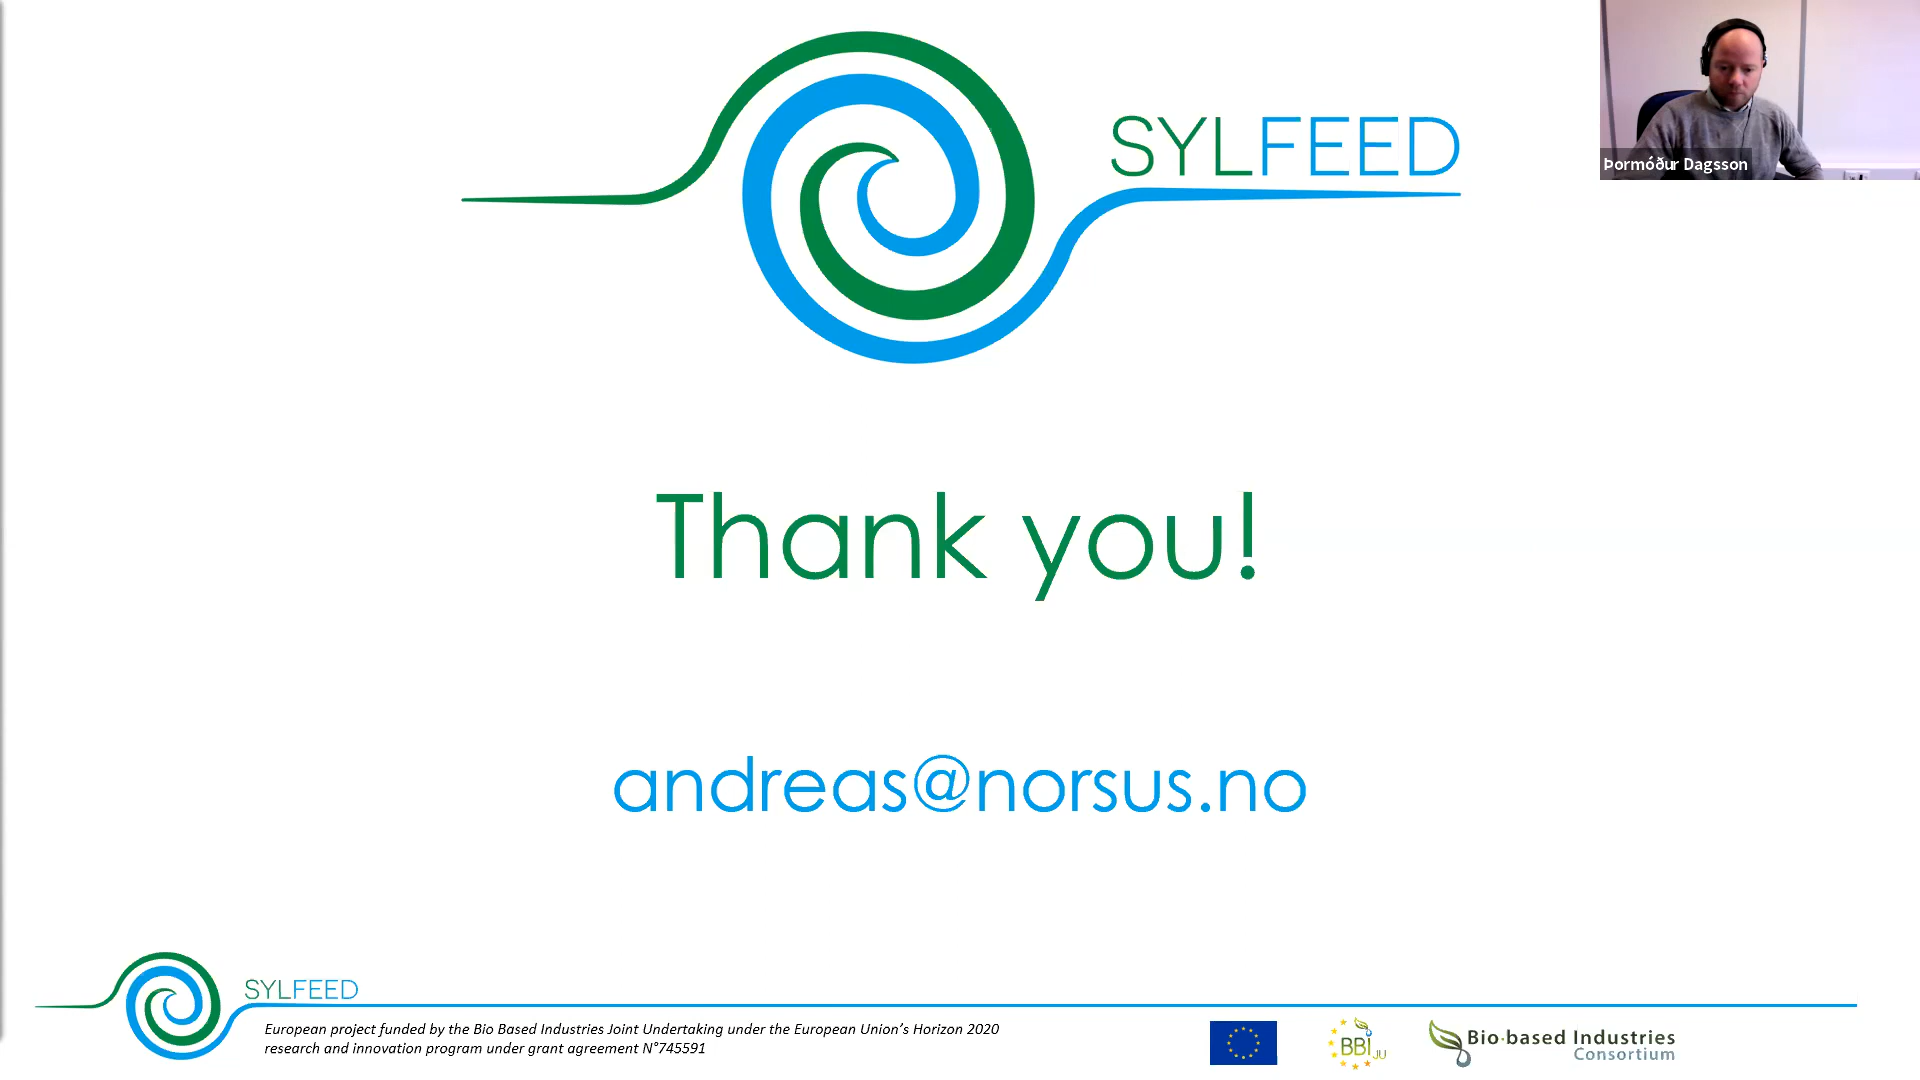 SYLFEED
Þormóður Dagsson
Thank you!
andreas@norsus.no
SYLFEED
European project funded by the Bio Based Industries Joint Undertaking under the European Union’s Horizon 2020
research and innovation program under grant agreement N°745591
BBI JU
Bio-based Industries
Consortium